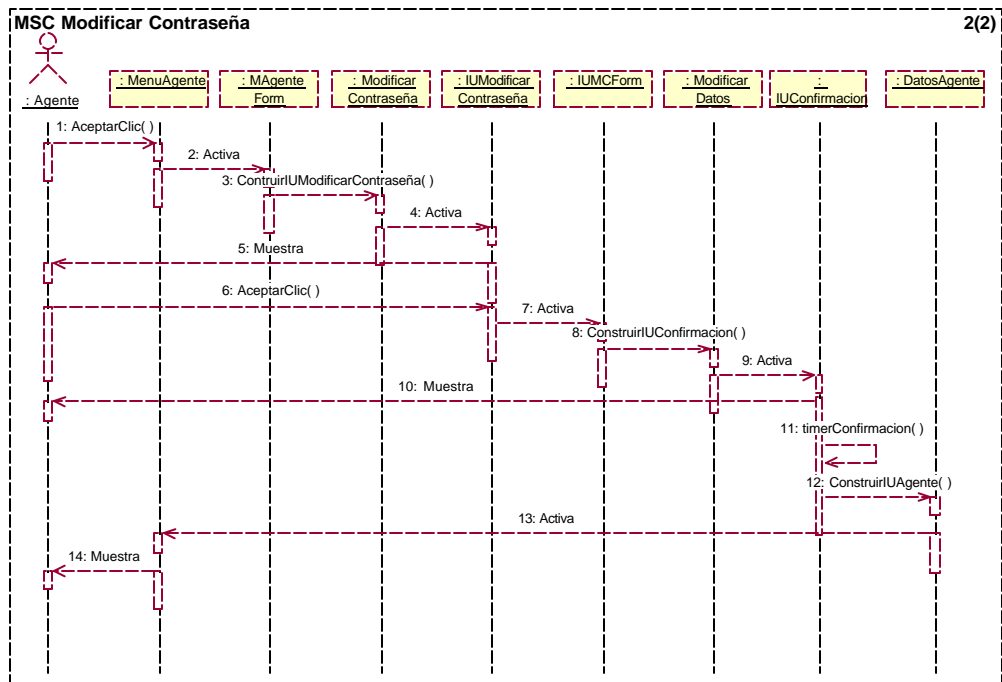 MSC Modificar Contraseña
2(2)
: Agente
: MenuAgente
: MAgente
Form
: Modificar
Contraseña
: IUModificar
Contraseña
: IUMCForm
: Modificar
Datos
:
IUConfirmacion
: DatosAgente
1: AceptarClic( )
2: Activa
3: ContruirIUModificarContraseña( )
4: Activa
5: Muestra
6: AceptarClic( )
7: Activa
8: ConstruirIUConfirmacion( )
9: Activa
10: Muestra
11: timerConfirmacion( )
12: ConstruirIUAgente( )
13: Activa
14: Muestra